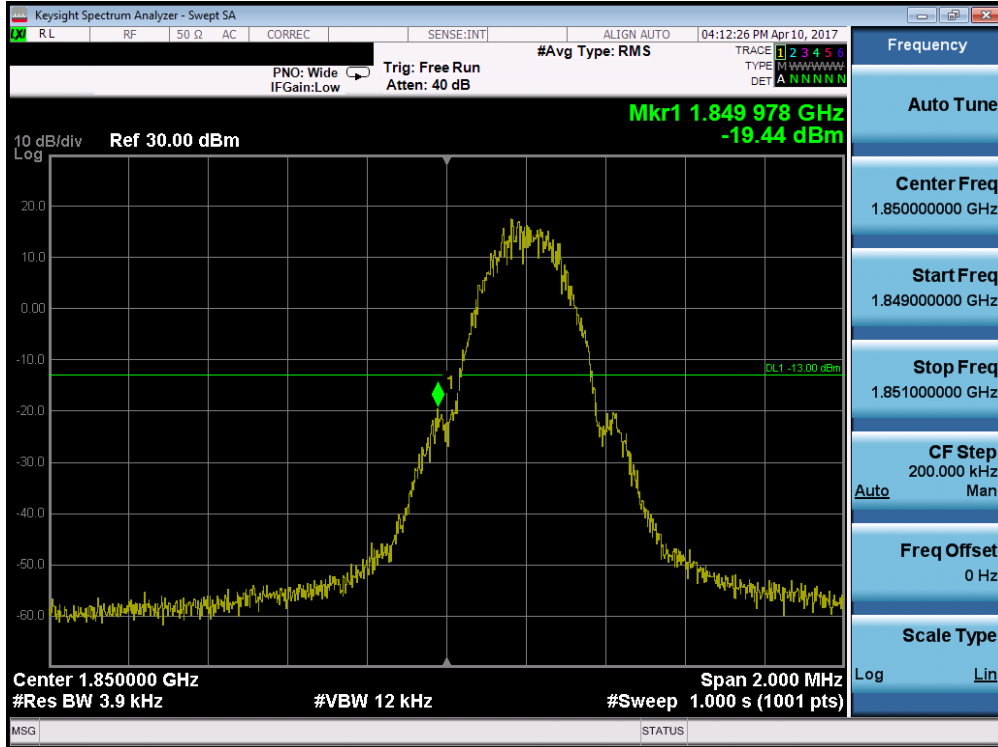 Keysight Spectrum Analyzer - Swept SA
LXI RL RF 50 Ω AC CORREC SENSE:INT ALIGN AUTO 04:12:26 PM Apr 10, 2017
#Avg Type: RMS TRACE 1 2 3 4 5 6
PNO: Wide Trig: Free Run TYPE M WWWWW
IFGain:Low Atten: 40 dB DET A N N N N N
Mkr1 1.849 978 GHz
-19.44 dBm
10 dB/div Ref 30.00 dBm
Log
20.0
10.0
0.00
-10.0
DL1 -13.00 dBm
1
-20.0
-30.0
-40.0
-50.0
-60.0
Center 1.850000 GHz Span 2.000 MHz
#Res BW 3.9 kHz #VBW 12 kHz #Sweep 1.000 s (1001 pts)
MSG STATUS
Frequency
Auto Tune
Center Freq
1.850000000 GHz
Start Freq
1.849000000 GHz
Stop Freq
1.851000000 GHz
CF Step
200.000 kHz
Auto Man
Freq Offset
0 Hz
Scale Type
Log Lin